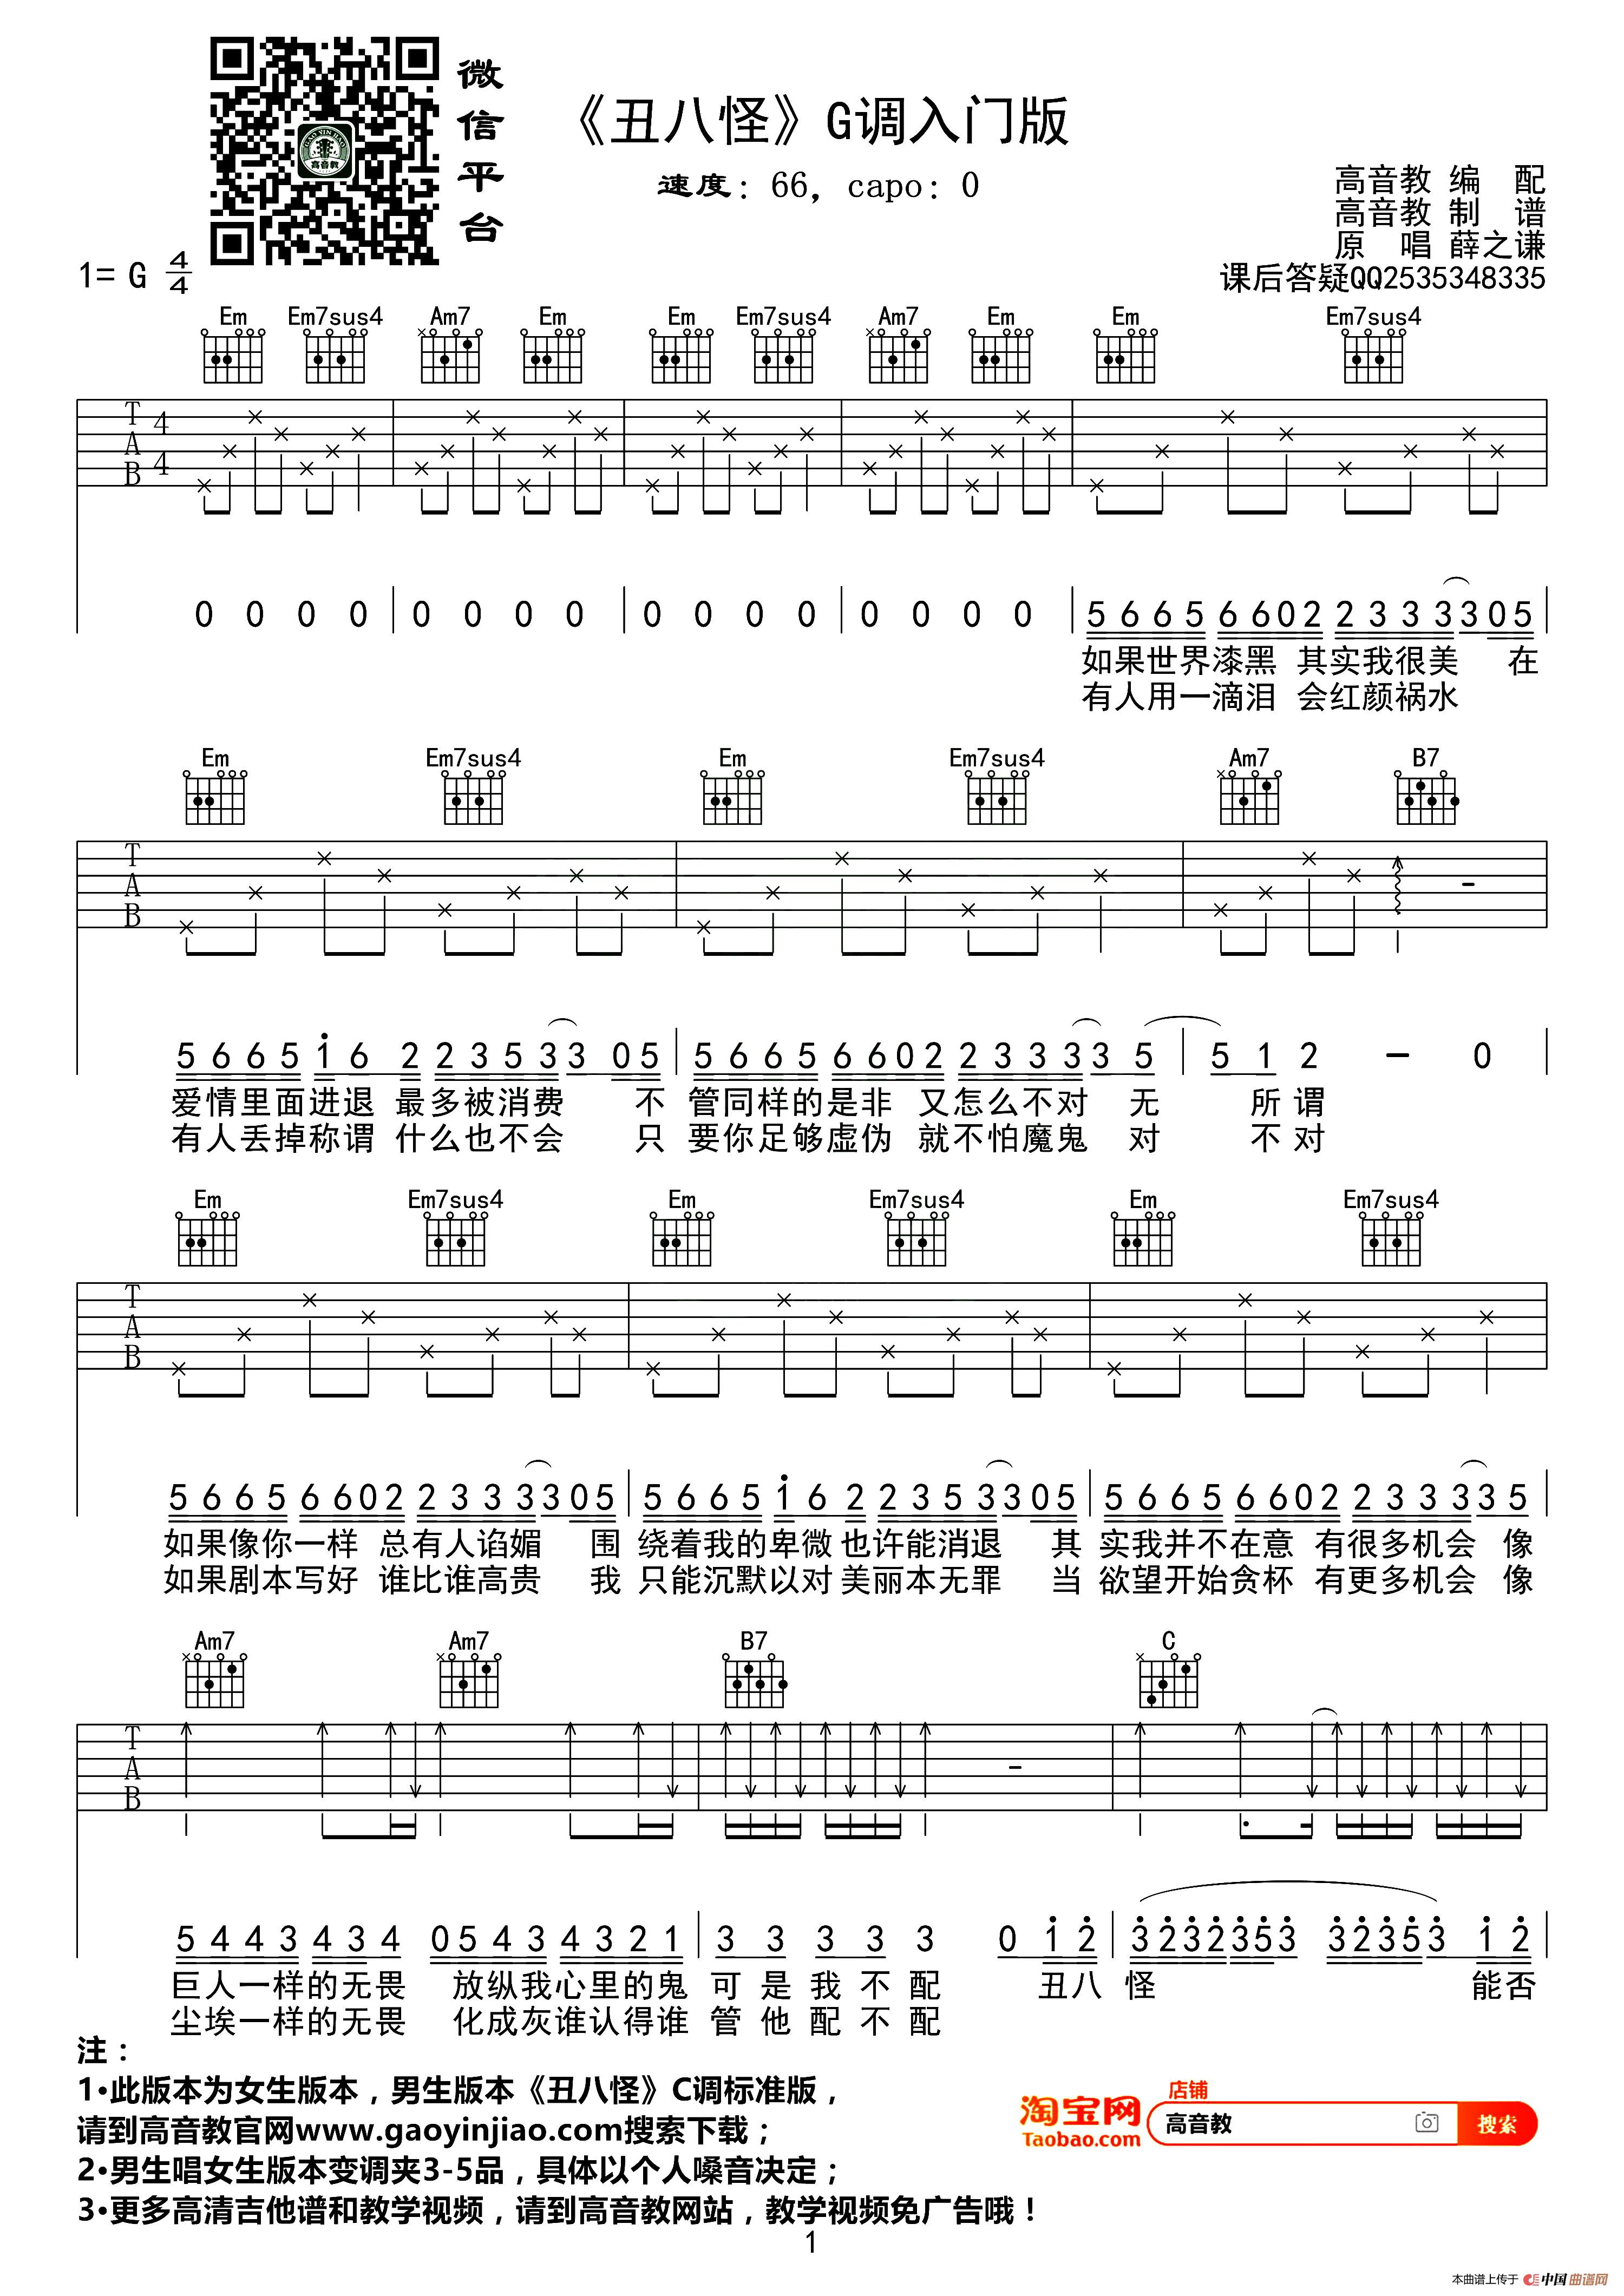 微信平台
《丑八怪》G调入门版
速度：66，capo：0
高音教 编 配
高音教 制 谱
原 唱 薛之谦
课后答疑QQ2535348335
1= G 4/4
GAO YIN JIAO
高音教
Em Em7sus4 Am7 Em Em Em7sus4 Am7 Em Em Em7sus4
T A B 4 4
0 0 0 0 | 0 0 0 0 | 0 0 0 0 | 0 0 0 0 | 5 6 6 5 6 6 0 2 2 3 3 3 3 0 5
如果世界漆黑 其实我很美 在
有人用一滴泪 会红颜祸水
Em Em7sus4 Em Em7sus4 Am7 B7
T A B
5 6 6 5 1 6 2 2 3 5 3 3 0 5 | 5 6 6 5 6 6 0 2 2 3 3 3 3 5 | 5 1 2 － 0
爱情里面进退 最多被消费 不 管同样的是非 又怎么不对 无 所谓
有人丢掉称谓 什么也不会 只 要你足够虚伪 就不怕魔鬼 对 不对
Em Em7sus4 Em Em7sus4 Em Em7sus4
T A B
5 6 6 5 6 6 0 2 2 3 3 3 3 0 5 | 5 6 6 5 1 6 2 2 3 5 3 3 0 5 | 5 6 6 5 6 6 0 2 2 3 3 3 3 5
如果像你一样 总有人谄媚 围 绕着我的卑微 也许能消退 其 实我并不在意 有很多机会 像
如果剧本写好 谁比谁高贵 我 只能沉默以对 美丽本无罪 当 欲望开始贪杯 有更多机会 像
Am7 Am7 B7 C
T A B
5 4 4 3 4 3 4 0 5 4 3 4 3 2 1 | 3 3 3 3 3 0 1 2 | 3 2 3 2 3 5 3 3 2 3 5 3 1 2
巨人一样的无畏 放纵我心里的鬼 可是我不配 丑八 怪 能否
尘埃一样的无畏 化成灰谁认得谁 管他配不配
注：
1•此版本为女生版本，男生版本《丑八怪》C调标准版，
请到高音教官网www.gaoyinjiao.com搜索下载；
2•男生唱女生版本变调夹3-5品，具体以个人嗓音决定；
3•更多高清吉他谱和教学视频，请到高音教网站，教学视频免广告哦！
淘宝网
Taobao.com
店铺
高音教
搜索
1
本曲谱上传于 中国曲谱网